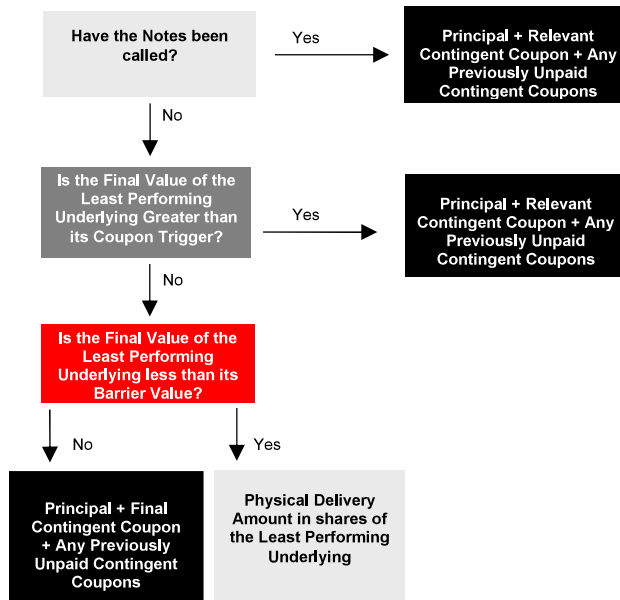 Have the Notes been
called?
Yes
Principal + Relevant
Contingent Coupon + Any
Previously Unpaid
Contingent Coupons
No
Is the Final Value of the
Least Performing
Underlying Greater than
its Coupon Trigger?
Yes
Principal + Relevant
Contingent Coupon + Any
Previously Unpaid
Contingent Coupons
No
Is the Final Value of the
Least Performing
Underlying less than its
Barrier Value?
No
Yes
Principal + Final
Contingent Coupon
+ Any Previously
Unpaid Contingent
Coupons
Physical Delivery
Amount in shares of
the Least Performing
Underlying